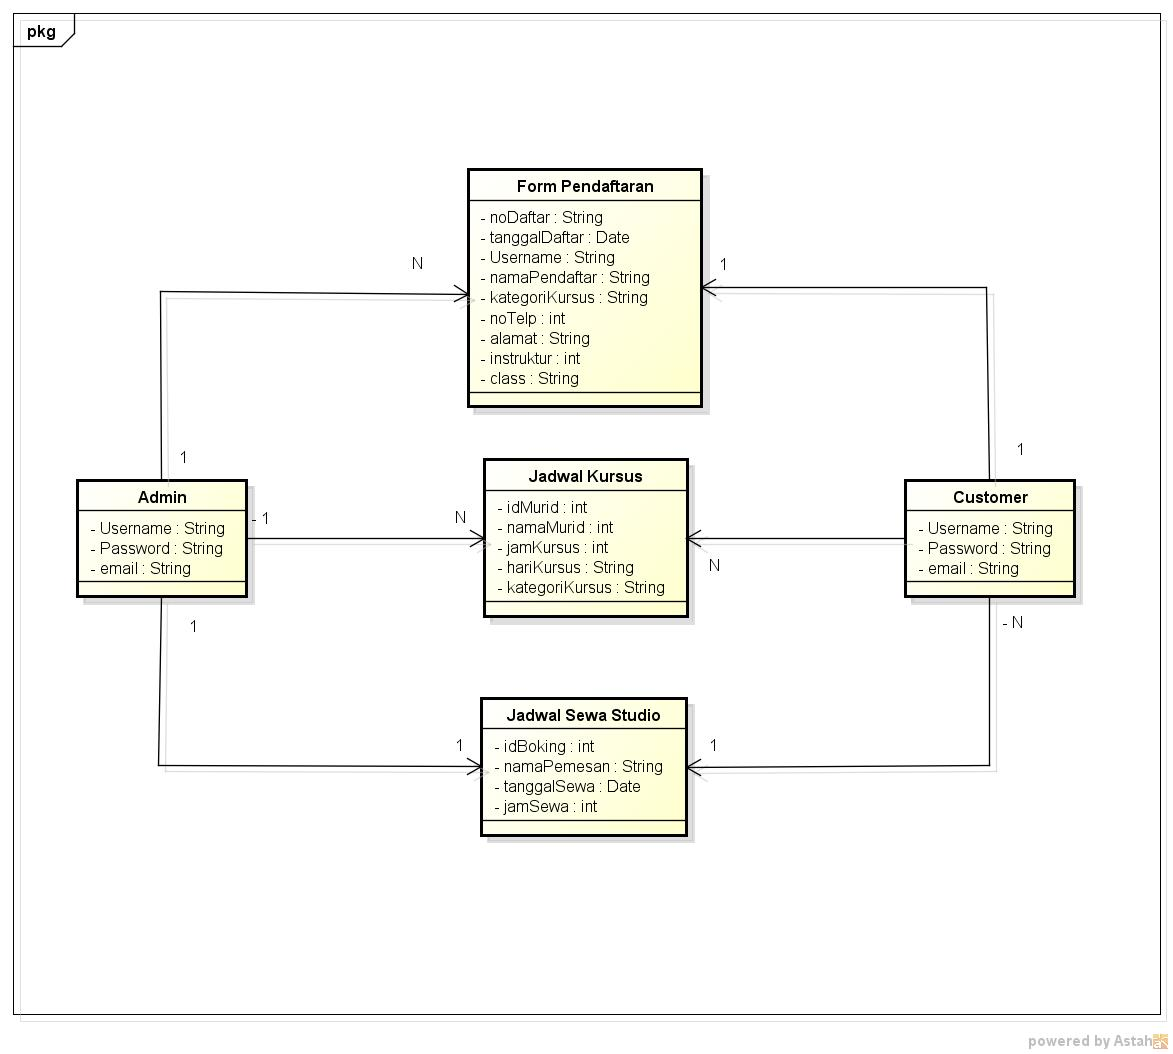 pkg
Form Pendaftaran
- noDaftar : String
- tanggalDaftar : Date
- Username : String
- namaPendaftar : String
- kategoriKursus : String
- noTelp : int
- alamat : String
- instruktur : int
- class : String
N
1
1
1
Admin
- Username : String
- Password : String
- email : String
- 1
N
Jadwal Kursus
- idMurid : int
- namaMurid : int
- jamKursus : int
- hariKursus : String
- kategoriKursus : String
N
Customer
- Username : String
- Password : String
- email : String
1
- N
Jadwal Sewa Studio
- idBoking : int
- namaPemesan : String
- tanggalSewa : Date
- jamSewa : int
1
1
powered by Astah